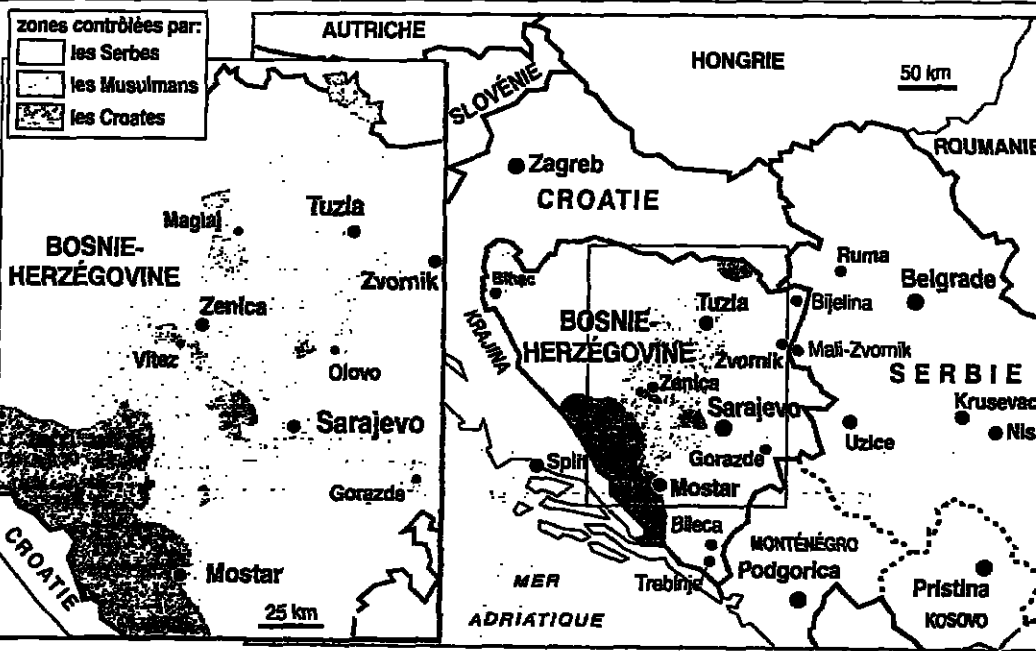 zones contrôlées par:
les Serbes
les Musulmans
les Croates
BOSNIE-
HERZÉGOVINE
Maglaj
Tuzla
Zvornik
Zenica
Vitez
Olovo
Sarajevo
Gorazde
Mostar
CROATIE
25 km
AUTRICHE
HONGRIE
50 km
SLOVÉNIE
ROUMANIE
Zagreb
CROATIE
Ruma
Belgrade
Bihac
Bijelina
Tuzla
BOSNIE-
HERZÉGOVINE
KRAJINA
Zvornik
Mali-Zvornik
SERBIE
Zenica
Krusevac
Sarajevo
Nis
Uzice
Gorazde
Split
Mostar
Bileca
MONTÉNÉGRO
Trebinje
Podgorica
MER
ADRIATIQUE
Pristina
KOSOVO